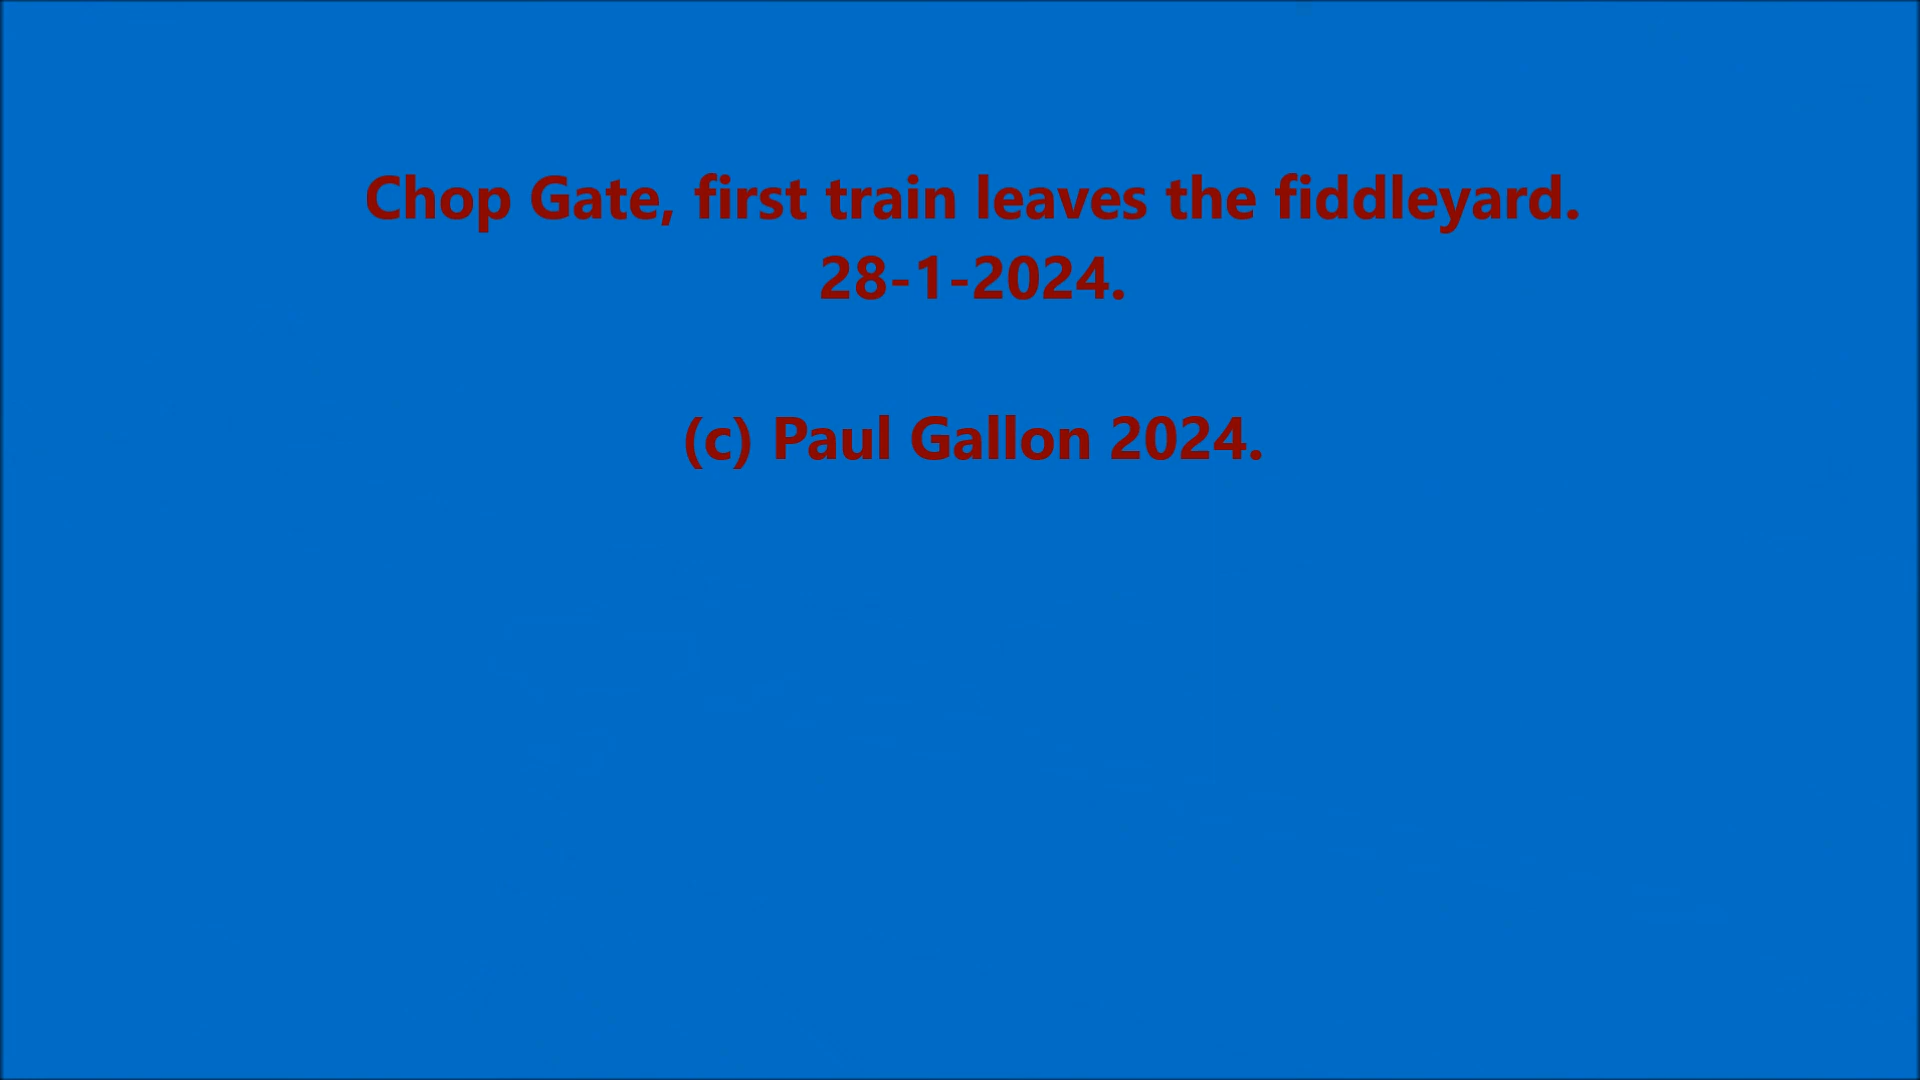 Chop Gate, first train leaves the fiddleyard.
28-1-2024.
(c) Paul Gallon 2024.